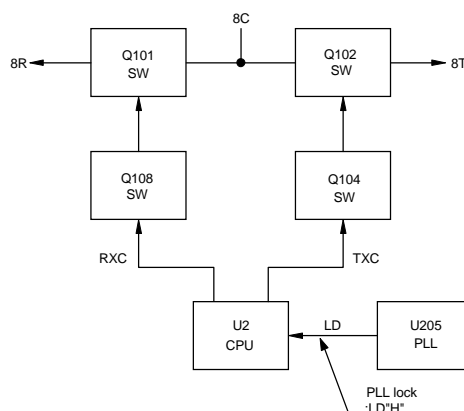 8C
8R
Q101
SW
Q102
SW
8T
Q108
SW
Q104
SW
RXC
TXC
U2
CPU
LD
U205
PLL
PLL lock
:LD"H"